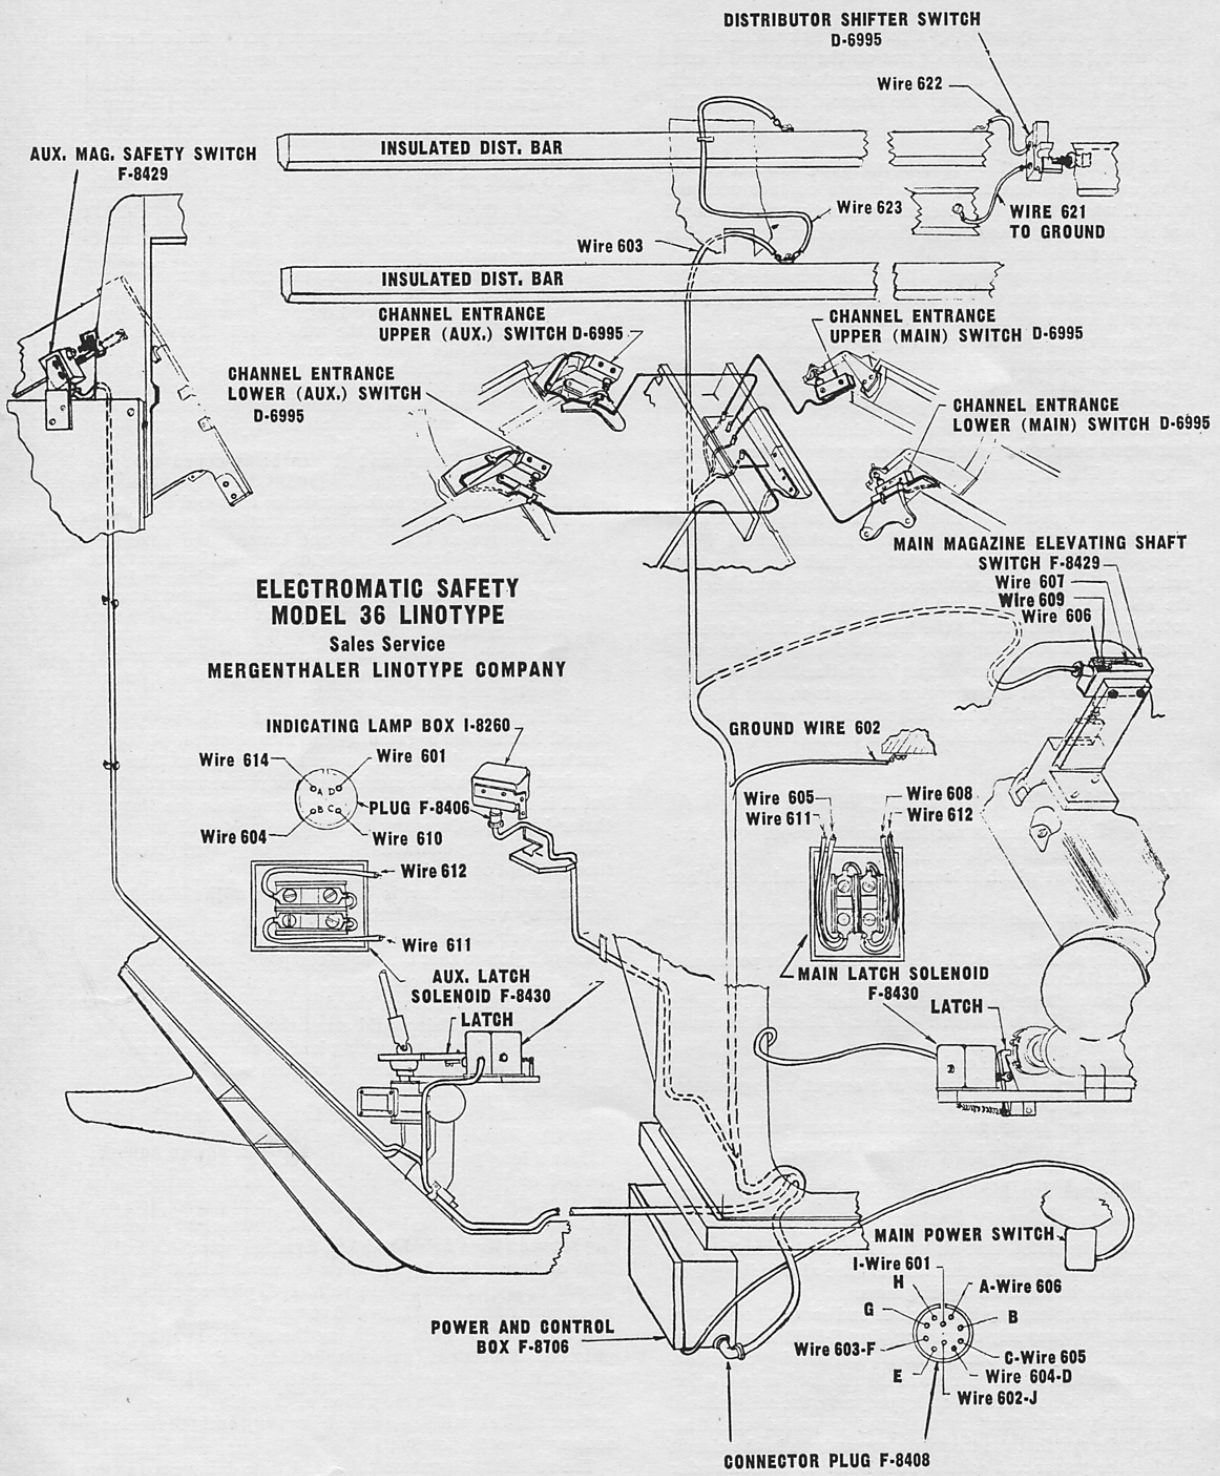 DISTRIBUTOR SHIFTER SWITCH
D-6995
Wire 622
AUX. MAG. SAFETY SWITCH
F-8429
INSULATED DIST. BAR
Wire 623
WIRE 621
TO GROUND
Wire 603
INSULATED DIST. BAR
CHANNEL ENTRANCE
UPPER (AUX.) SWITCH D-6995
CHANNEL ENTRANCE
UPPER (MAIN) SWITCH D-6995
CHANNEL ENTRANCE
LOWER (AUX.) SWITCH
D-6995
CHANNEL ENTRANCE
LOWER (MAIN) SWITCH D-6995
MAIN MAGAZINE ELEVATING SHAFT
SWITCH F-8429
Wire 607
Wire 609
Wire 606
ELECTROMATIC SAFETY
MODEL 36 LINOTYPE
Sales Service
MERGENTHALER LINOTYPE COMPANY
INDICATING LAMP BOX I-8260
GROUND WIRE 602
Wire 614
Wire 601
A D
B C
PLUG F-8406
Wire 604
Wire 610
Wire 605
Wire 611
Wire 608
Wire 612
Wire 612
Wire 611
AUX. LATCH
SOLENOID F-8430
LATCH
MAIN LATCH SOLENOID
F-8430
LATCH
MAIN POWER SWITCH
I-Wire 601
H
A-Wire 606
G
B
Wire 603-F
C-Wire 605
E
Wire 604-D
Wire 602-J
POWER AND CONTROL
BOX F-8706
CONNECTOR PLUG F-8408